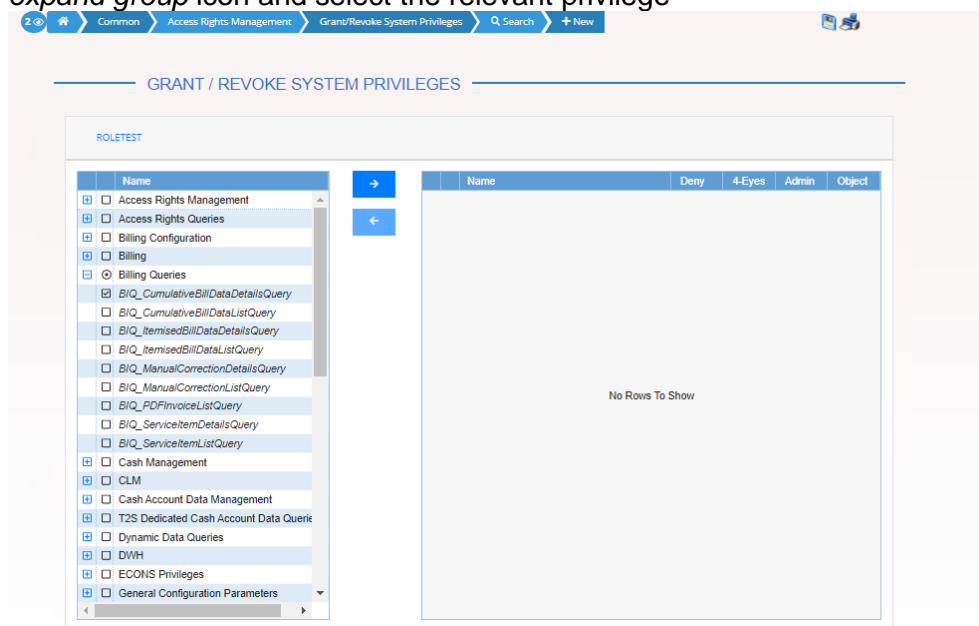 expand group icon and select the relevant privilege
2 Common Access Rights Management Grant/Revoke System Privileges Search + New
GRANT / REVOKE SYSTEM PRIVILEGES
ROLETEST
Name
Access Rights Management
Access Rights Queries
Billing Configuration
Billing
Billing Queries
BIQ_CumulativeBillDataDetailsQuery
BIQ_CumulativeBillDataListQuery
BIQ_ItemisedBillDataDetailsQuery
BIQ_ItemisedBillDataListQuery
BIQ_ManualCorrectionDetailsQuery
BIQ_ManualCorrectionListQuery
BIQ_PDFInvoiceListQuery
BIQ_ServiceItemDetailsQuery
BIQ_ServiceItemListQuery
Cash Management
CLM
Cash Account Data Management
T2S Dedicated Cash Account Data Querie
Dynamic Data Queries
DWH
ECONS Privileges
General Configuration Parameters
Name Deny 4-Eyes Admin Object
No Rows To Show